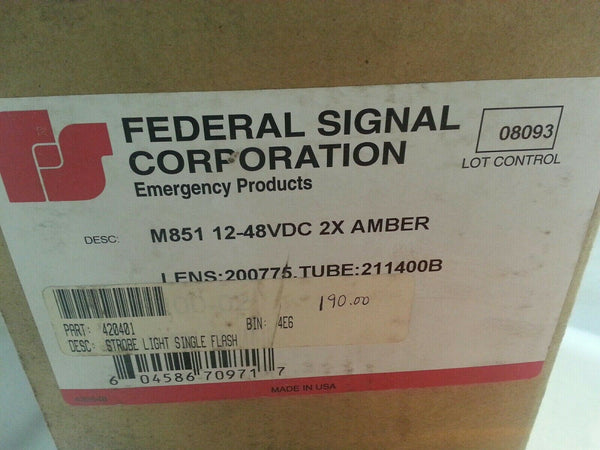 FEDERAL SIGNAL
CORPORATION
Emergency Products
08093
LOT CONTROL
DESC: M851 12-48VDC 2X AMBER
LENS:200775,TUBE:211400B
190.00
PART: 420401 BIN: 4E6
DESC: STROBE LIGHT SINGLE FLASH
6 04586 70971 7
MADE IN USA